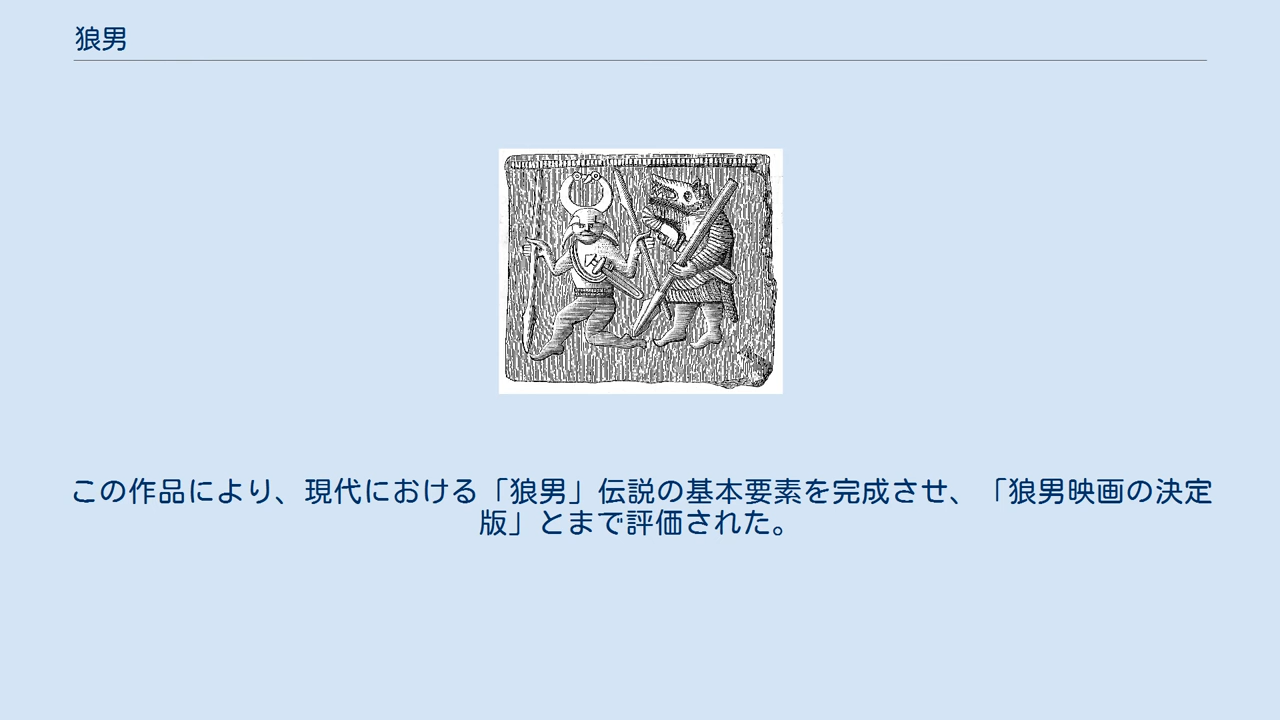 狼男
この作品により、現代における「狼男」伝説の基本要素を完成させ、「狼男映画の決定
版」とまで評価された。